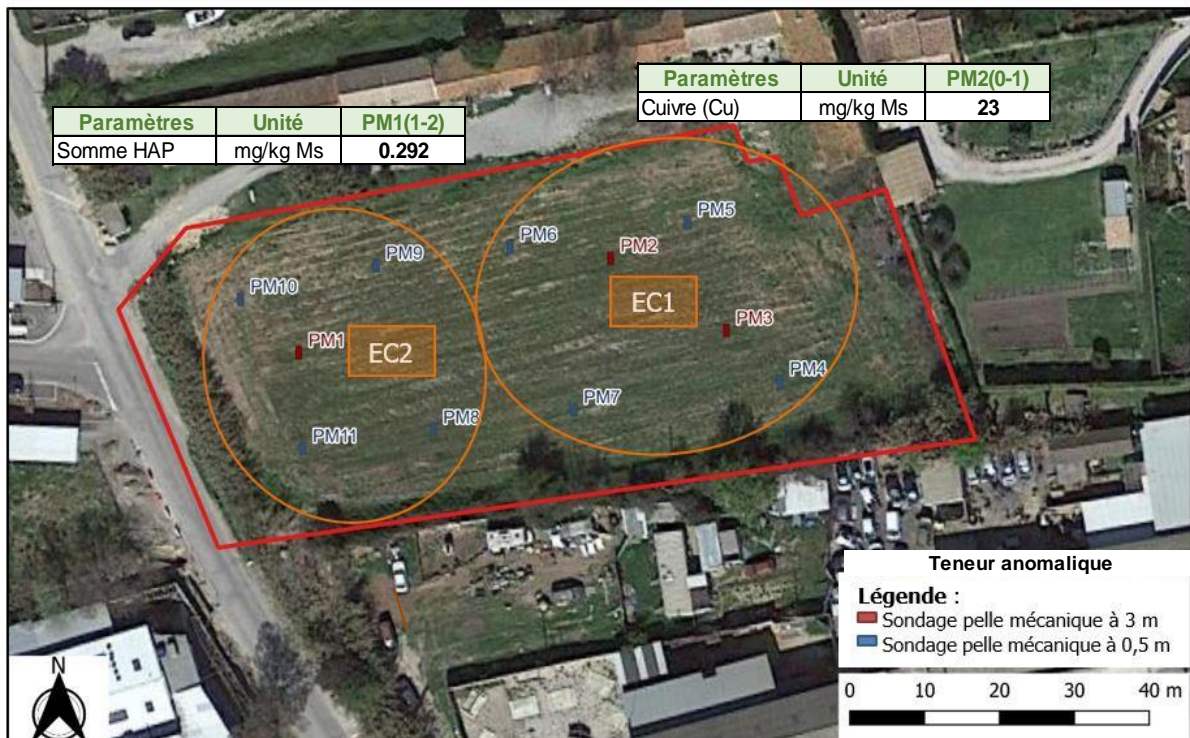 Paramètres Unité PM2(0-1)
Cuivre (Cu) mg/kg Ms 23
Paramètres Unité PM1(1-2)
Somme HAP mg/kg Ms 0.292
PM5
PM6
PM2
PM9
PM10
EC1
PM3
PM1
EC2
PM4
PM7
PM8
PM11
Teneur anomalique
Légende :
Sondage pelle mécanique à 3 m
Sondage pelle mécanique à 0,5 m
N
0 10 20 30 40 m